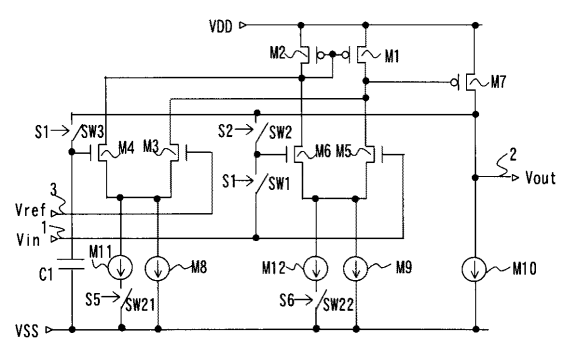 VDD
M2 M1
M7
S1 SW3 S2 SW2
M4 M3 M6 M5
S1 SW1
2
3
Vref
Vout
1
Vin
M11 M8 M12 M9 M10
C1
S5 SW21 S6 SW22
VSS